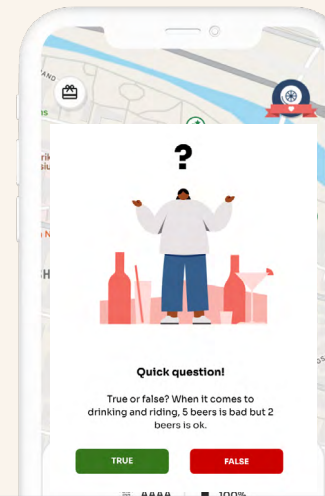 ?
Quick question!
True or false? When it comes to
drinking and riding, 5 beers is bad but 2
beers is ok.
TRUE
FALSE